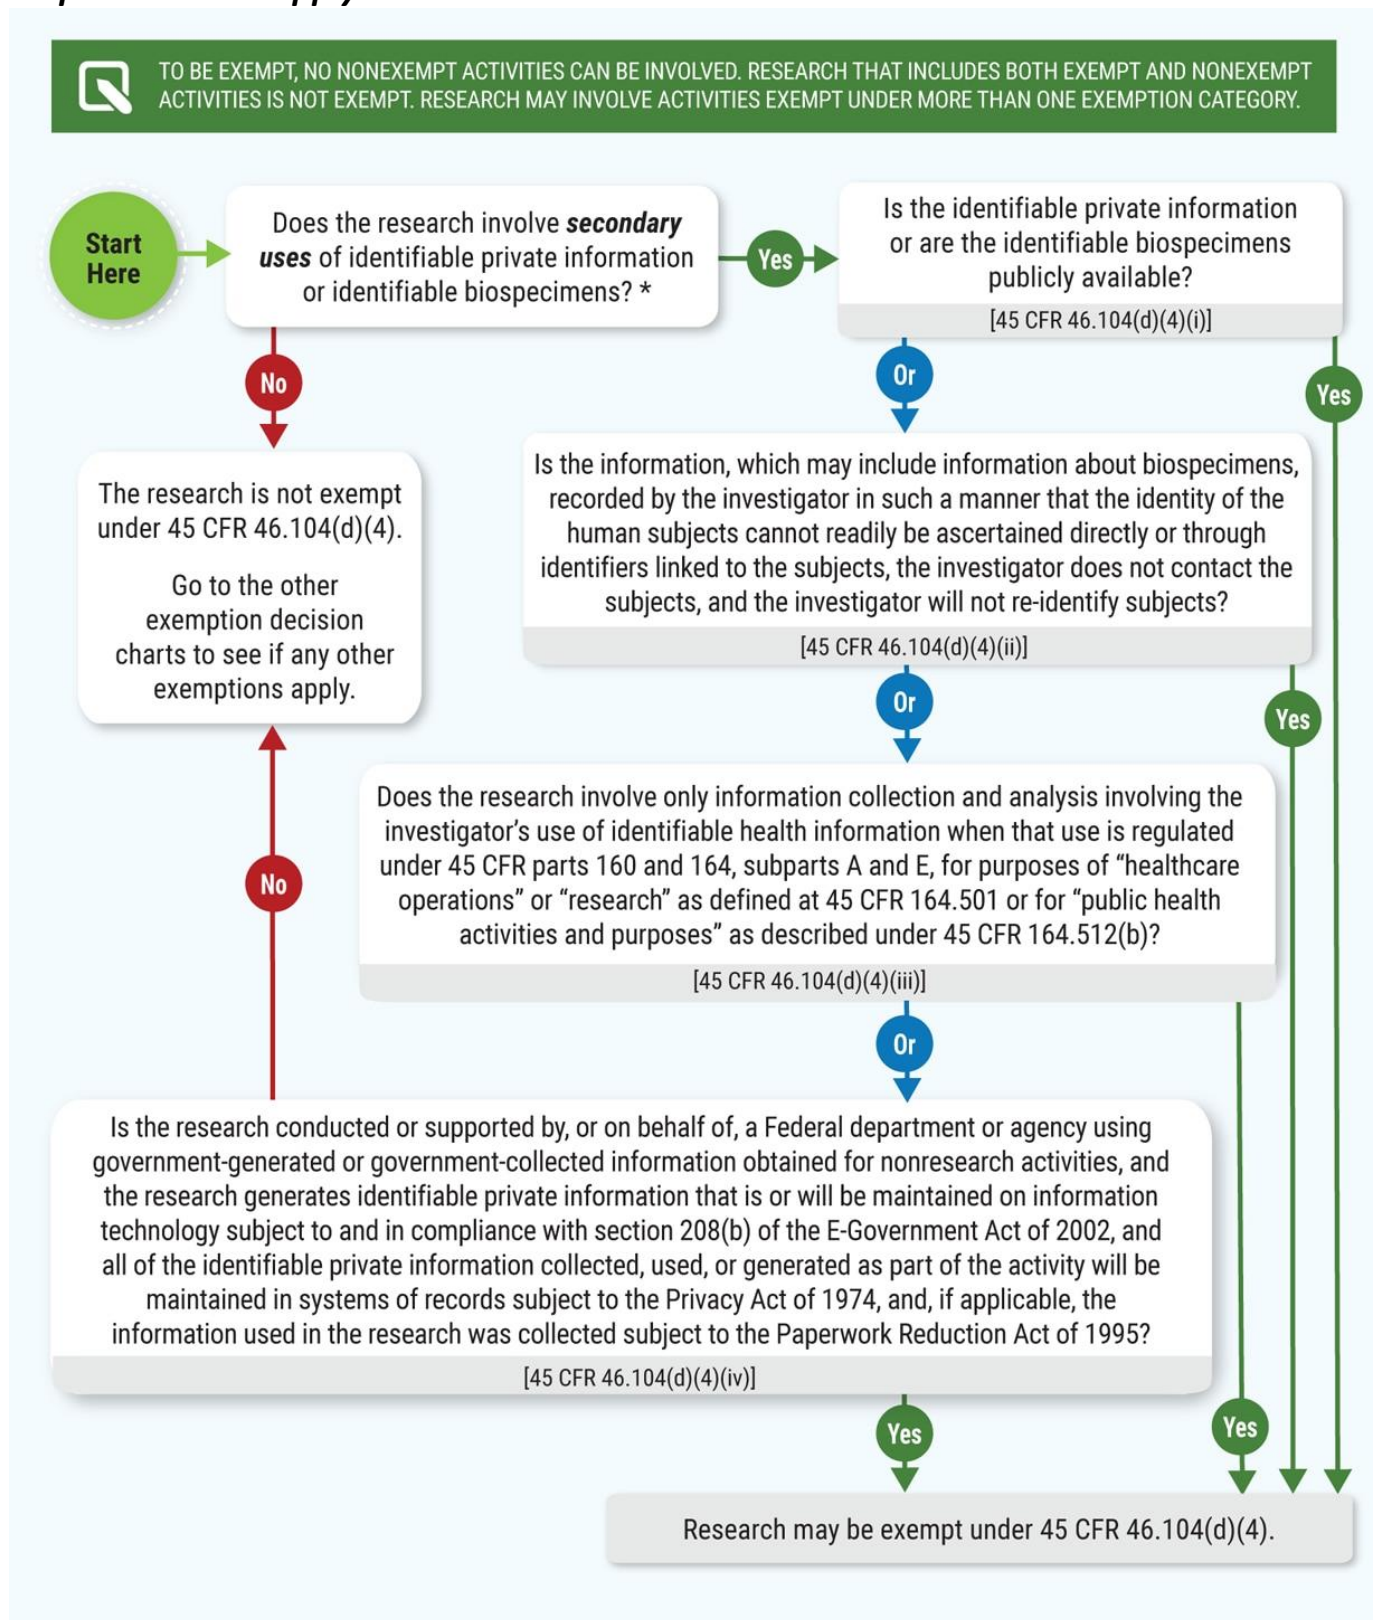 TO BE EXEMPT, NO NONEXEMPT ACTIVITIES CAN BE INVOLVED. RESEARCH THAT INCLUDES BOTH EXEMPT AND NONEXEMPT
ACTIVITIES IS NOT EXEMPT. RESEARCH MAY INVOLVE ACTIVITIES EXEMPT UNDER MORE THAN ONE EXEMPTION CATEGORY.
Start
Here
Does the research involve secondary
uses of identifiable private information
or identifiable biospecimens? *
Yes
Is the identifiable private information
or are the identifiable biospecimens
publicly available?
[45 CFR 46.104(d)(4)(i)]
No
Or
Yes
The research is not exempt
under 45 CFR 46.104(d)(4).
Go to the other
exemption decision
charts to see if any other
exemptions apply.
Is the information, which may include information about biospecimens,
recorded by the investigator in such a manner that the identity of the
human subjects cannot readily be ascertained directly or through
identifiers linked to the subjects, the investigator does not contact the
subjects, and the investigator will not re-identify subjects?
[45 CFR 46.104(d)(4)(ii)]
Or
Yes
Does the research involve only information collection and analysis involving the
investigator's use of identifiable health information when that use is regulated
under 45 CFR parts 160 and 164, subparts A and E, for purposes of “healthcare
operations” or “research” as defined at 45 CFR 164.501 or for “public health
activities and purposes” as described under 45 CFR 164.512(b)?
[45 CFR 46.104(d)(4)(iii)]
No
Or
Is the research conducted or supported by, or on behalf of, a Federal department or agency using
government-generated or government-collected information obtained for nonresearch activities, and
the research generates identifiable private information that is or will be maintained on information
technology subject to and in compliance with section 208(b) of the E-Government Act of 2002, and
all of the identifiable private information collected, used, or generated as part of the activity will be
maintained in systems of records subject to the Privacy Act of 1974, and, if applicable, the
information used in the research was collected subject to the Paperwork Reduction Act of 1995?
[45 CFR 46.104(d)(4)(iv)]
Yes
Yes
Research may be exempt under 45 CFR 46.104(d)(4).